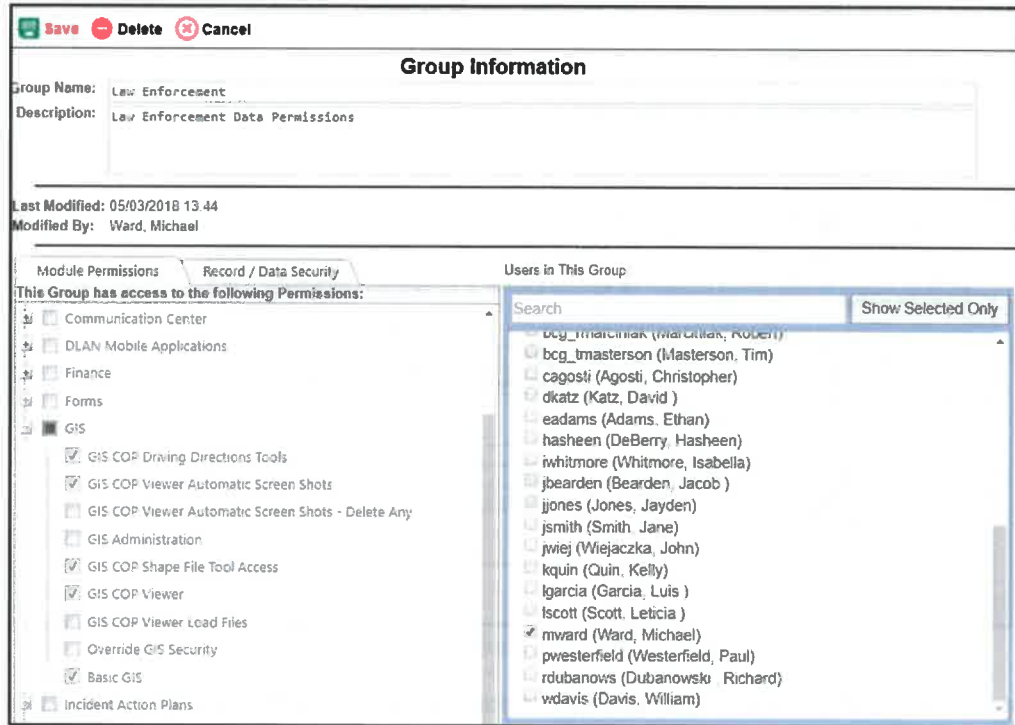 Save Delete Cancel
Group Information
Group Name: Law Enforcement
Description: Law Enforcement Data Permissions
Last Modified: 05/03/2018 13:44
Modified By: Ward, Michael
Module Permissions Record / Data Security
This Group has access to the following Permissions:
Communication Center
DLAN Mobile Applications
Finance
Forms
GIS
GIS COP Driving Directions Tools
GIS COP Viewer Automatic Screen Shots
GIS COP Viewer Automatic Screen Shots - Delete Any
GIS Administration
GIS COP Shape File Tool Access
GIS COP Viewer
GIS COP Viewer Load Files
Override GIS Security
Basic GIS
Incident Action Plans
Users in This Group
Search Show Selected Only
bcg_rmarciniak (Marciniak, Robert)
bcg_tmasterson (Masterson, Tim)
cagosti (Agosti, Christopher)
dkatz (Katz, David )
eadams (Adams, Ethan)
hasheen (DeBerry, Hasheen)
iwhitmore (Whitmore, Isabella)
jbearden (Bearden, Jacob )
jjones (Jones, Jayden)
jsmith (Smith, Jane)
jwiej (Wiejaczka, John)
kquin (Quin, Kelly)
lgarcia (Garcia, Luis )
lscott (Scott, Leticia )
mward (Ward, Michael)
pwesterfield (Westerfield, Paul)
rdubanows (Dubanowski , Richard)
wdavis (Davis, William)